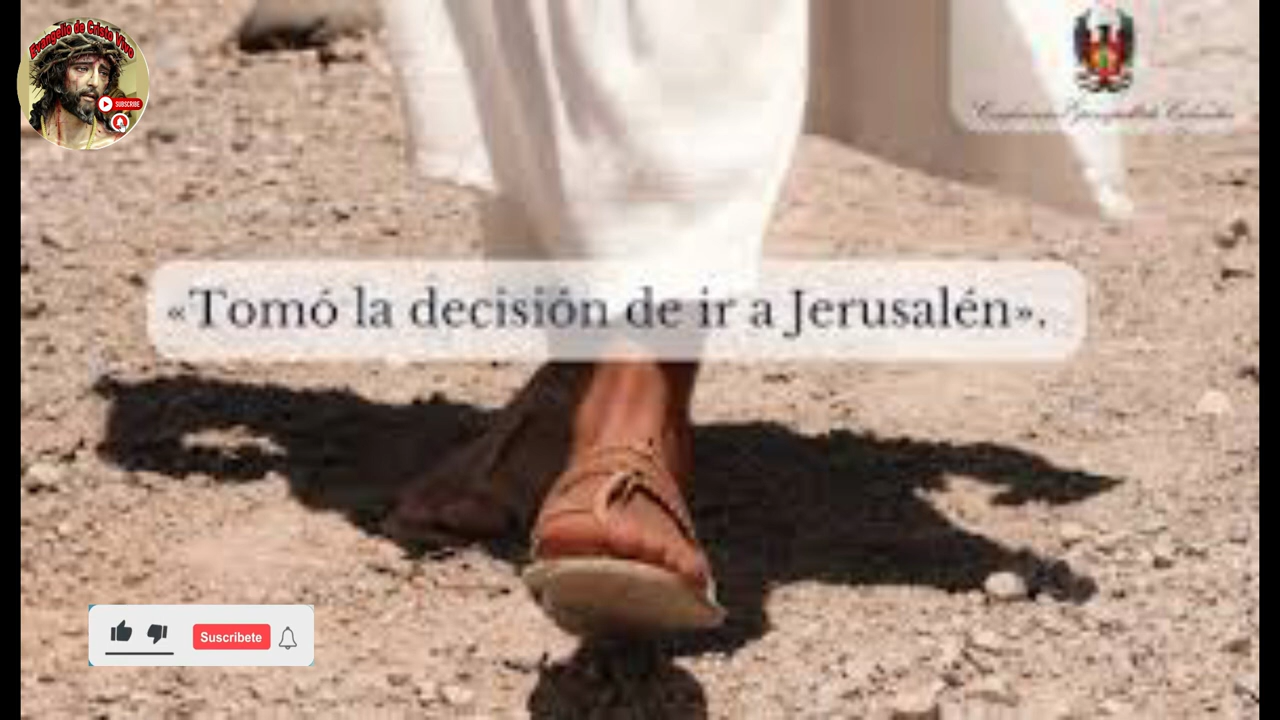 Evangelio de Cristo Vivo
SUBSCRIBE
«Tomó la decisión de ir a Jerusalén».
Suscribete